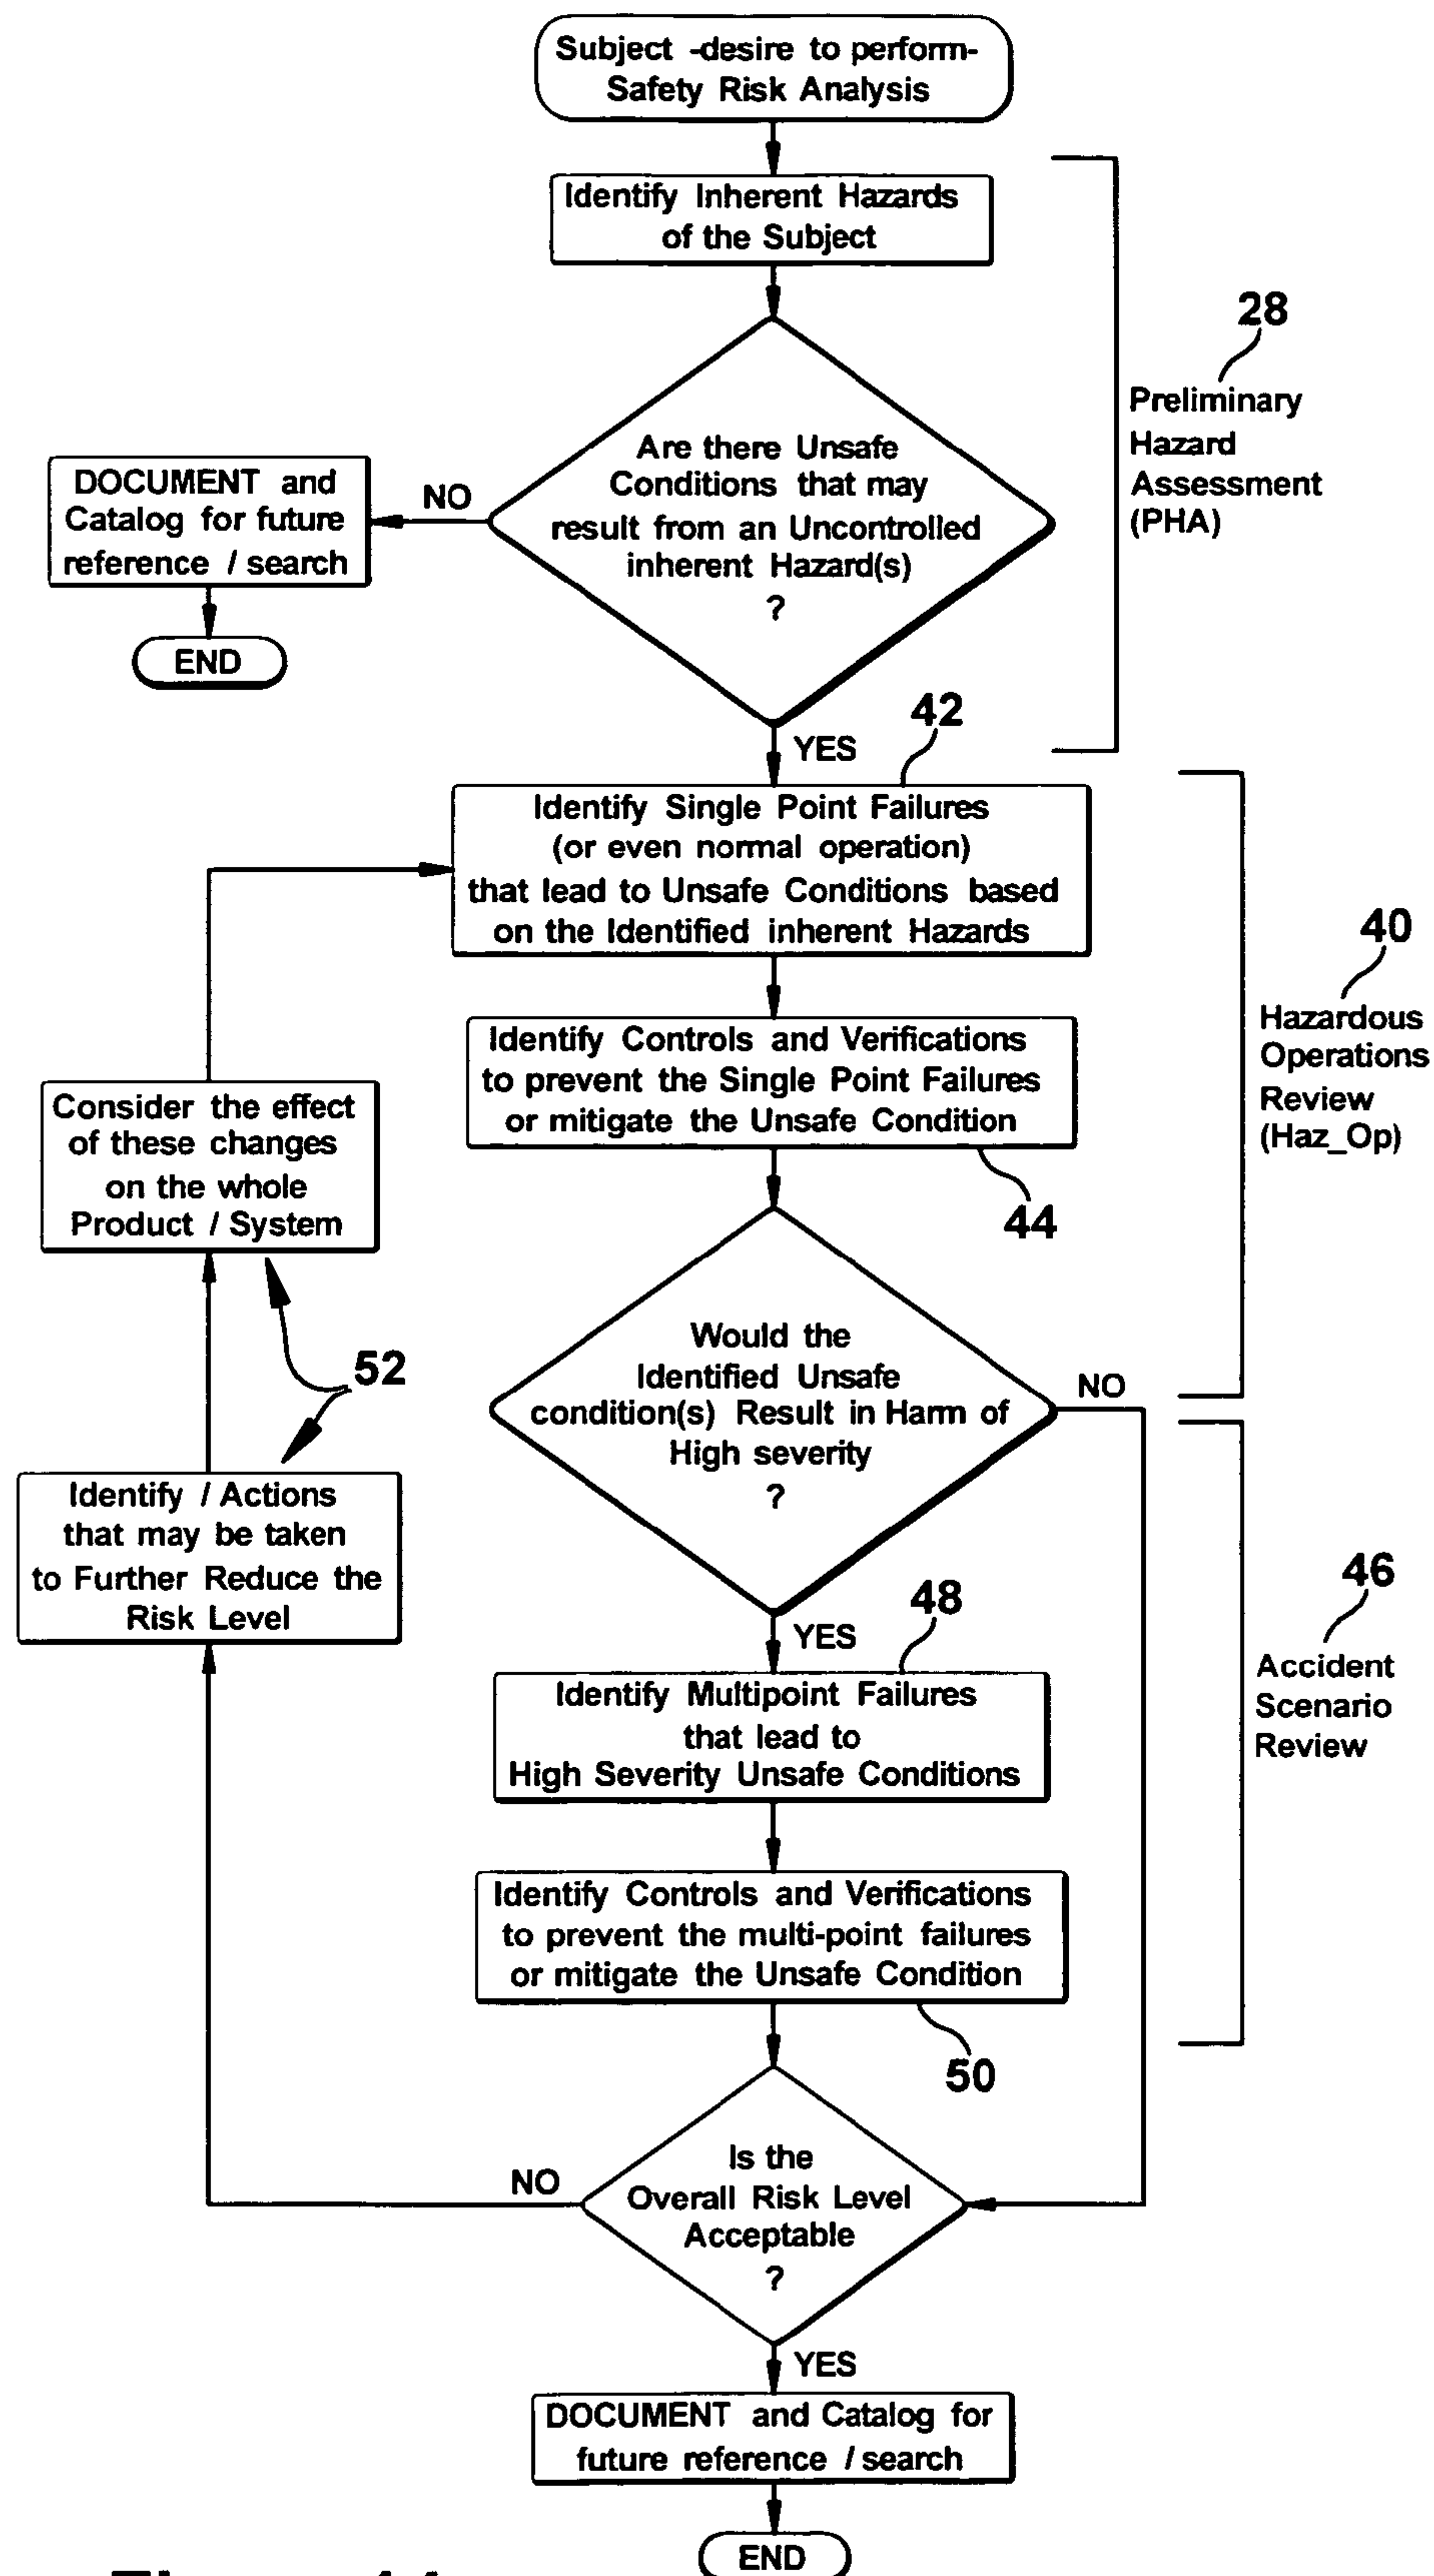 Subject -desire to perform-
Safety Risk Analysis
Identify Inherent Hazards
of the Subject
28
Preliminary
Hazard
Assessment
(PHA)
Are there Unsafe
Conditions that may
result from an Uncontrolled
inherent Hazard(s)
?
NO
DOCUMENT and
Catalog for future
reference / search
END
YES
42
Identify Single Point Failures
(or even normal operation)
that lead to Unsafe Conditions based
on the Identified inherent Hazards
40
Hazardous
Operations
Review
(Haz_Op)
Identify Controls and Verifications
to prevent the Single Point Failures
or mitigate the Unsafe Condition
44
Consider the effect
of these changes
on the whole
Product / System
52
Would the
Identified Unsafe
condition(s) Result in Harm of
High severity
?
NO
Identify / Actions
that may be taken
to Further Reduce the
Risk Level
YES
48
46
Accident
Scenario
Review
Identify Multipoint Failures
that lead to
High Severity Unsafe Conditions
Identify Controls and Verifications
to prevent the multi-point failures
or mitigate the Unsafe Condition
50
Is the
Overall Risk Level
Acceptable
?
NO
YES
DOCUMENT and Catalog for
future reference / search
END